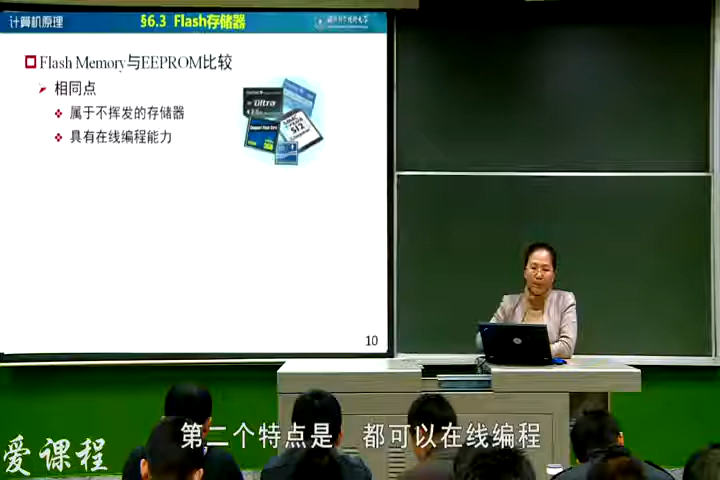 计算机原理
§6.3 Flash存储器
Flash Memory与EEPROM比较
相同点
属于不挥发的存储器
具有在线编程能力
Ultra
512
10
第二个特点是 都可以在线编程
爱课程